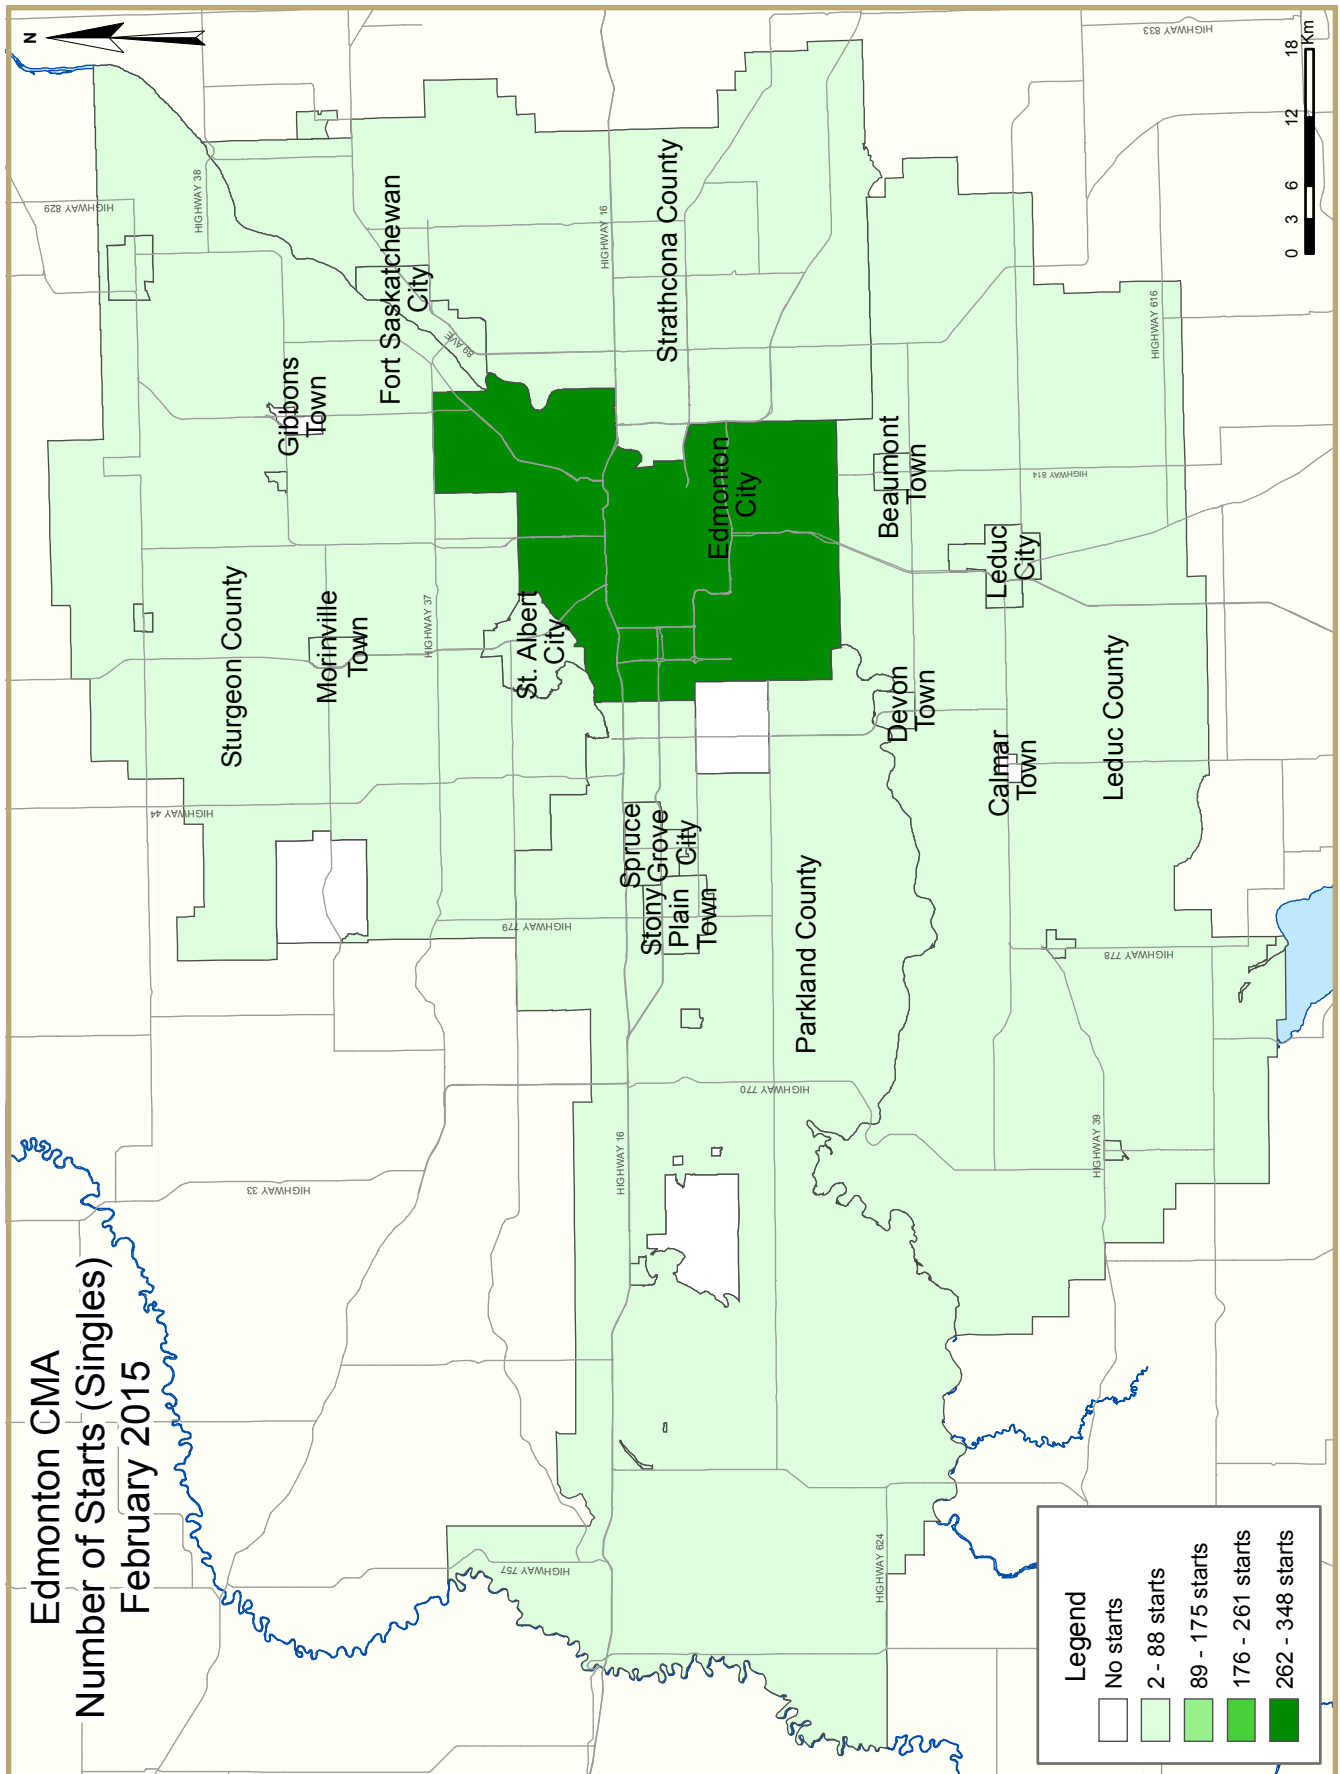 Edmonton CMA
Number of Starts (Singles)
February 2015
N
HIGHWAY 829
HIGHWAY 38
HIGHWAY 833
Gibbons
Town
Fort Saskatchewan
City
89 AVE
HIGHWAY 16
Strathcona County
Sturgeon County
Morinville
Town
HIGHWAY 37
HIGHWAY 44
St. Albert
City
Edmonton
City
Beaumont
Town
HIGHWAY 814
HIGHWAY 616
Leduc
City
Devon
Town
Calmar
Town
Leduc County
HIGHWAY 779
Spruce
Grove
City
Stony
Plain
Town
Parkland County
HIGHWAY 778
HIGHWAY 770
HIGHWAY 39
HIGHWAY 16
HIGHWAY 33
HIGHWAY 757
HIGHWAY 624
0 3 6 12 18
Km
Legend
No starts
2 - 88 starts
89 - 175 starts
176 - 261 starts
262 - 348 starts